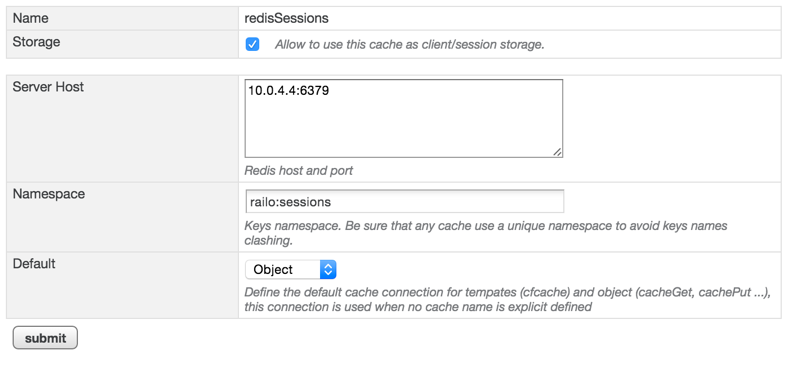 Name redisSessions
Storage Allow to use this cache as client/session storage.
Server Host 10.0.4.4:6379
Redis host and port
Namespace railo:sessions
Keys namespace. Be sure that any cache use a unique namespace to avoid keys names
clashing.
Default Object
Define the default cache connection for tempates (cfcache) and object (cacheGet, cachePut ...),
this connection is used when no cache name is explicit defined
submit